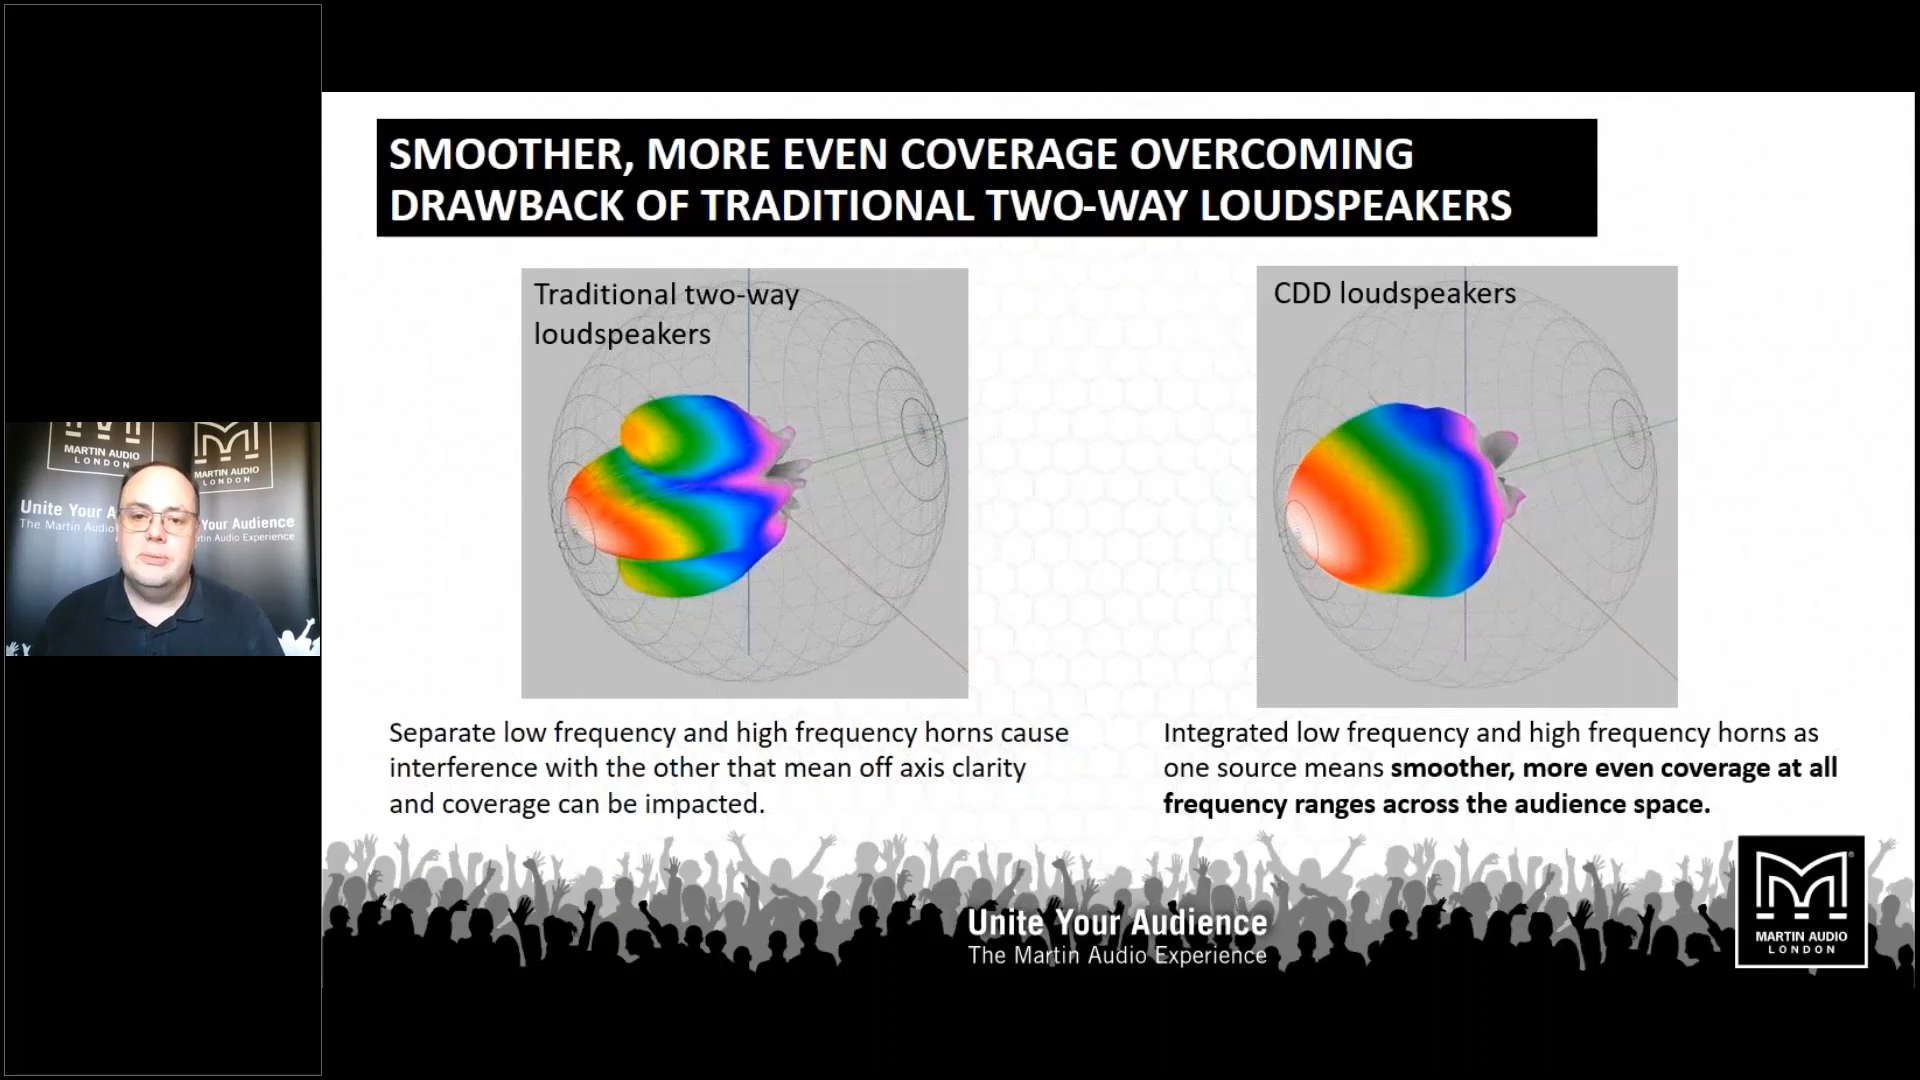 SMOOTHER, MORE EVEN COVERAGE OVERCOMING
DRAWBACK OF TRADITIONAL TWO-WAY LOUDSPEAKERS
Traditional two-way
loudspeakers
CDD loudspeakers
Separate low frequency and high frequency horns cause
interference with the other that mean off axis clarity
and coverage can be impacted.
Integrated low frequency and high frequency horns as
one source means smoother, more even coverage at all
frequency ranges across the audience space.
Unite Your Audience
The Martin Audio Experience
MARTIN AUDIO
LONDON
MARTIN AUDIO
LONDON
MARTIN AUDIO
LONDON
Unite Your A
The Martin Audio
Your Audience
rtin Audio Experience